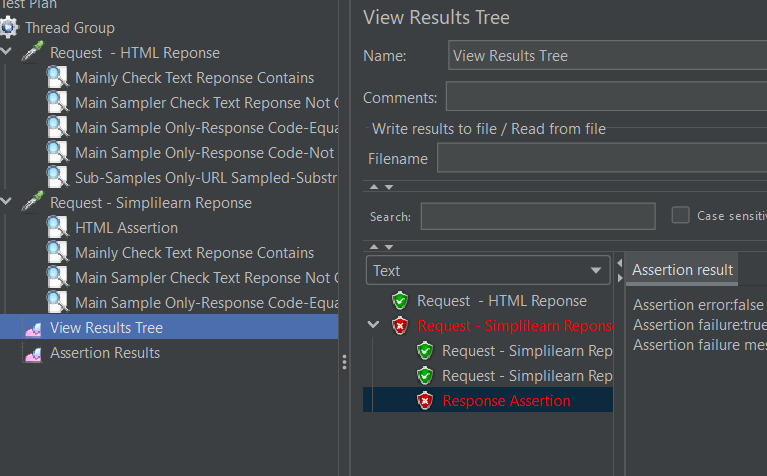 Test Plan
Thread Group
Request - HTML Reponse
Mainly Check Text Reponse Contains
Main Sampler Check Text Reponse Not
Main Sample Only-Response Code-Equa
Main Sample Only-Response Code-Not
Sub-Samples Only-URL Sampled-Substr
Request - Simplilearn Reponse
HTML Assertion
Mainly Check Text Reponse Contains
Main Sampler Check Text Reponse Not
Main Sample Only-Response Code-Equa
View Results Tree
Assertion Results
View Results Tree
Name: View Results Tree
Comments:
Write results to file / Read from file
Filename
Search: Case sensitiv
Text
Request - HTML Reponse
Request - Simplilearn Repons
Request - Simplilearn Rep
Request - Simplilearn Rep
Response Assertion
Assertion result
Assertion error:false
Assertion failure:true
Assertion failure mes